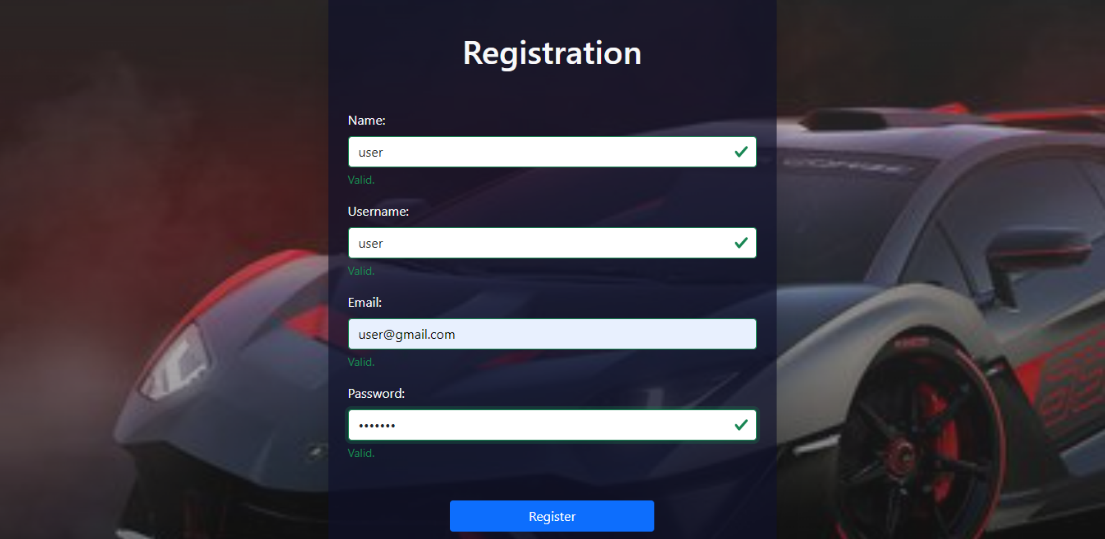 Registration
Name:
user
Valid.
Username:
user
Valid.
Email:
user@gmail.com
Valid.
Password:
•••••••
Valid.
Register